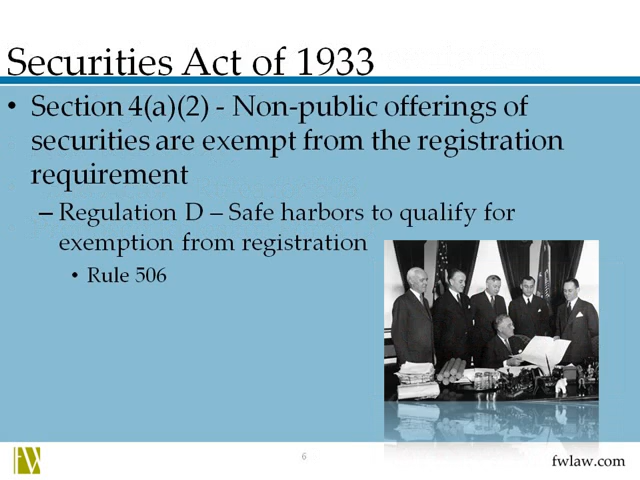 Securities Act of 1933
• Section 4(a)(2) - Non-public offerings of
securities are exempt from the registration
requirement
– Regulation D – Safe harbors to qualify for
exemption from registration
• Rule 506
FW
6
fwlaw.com